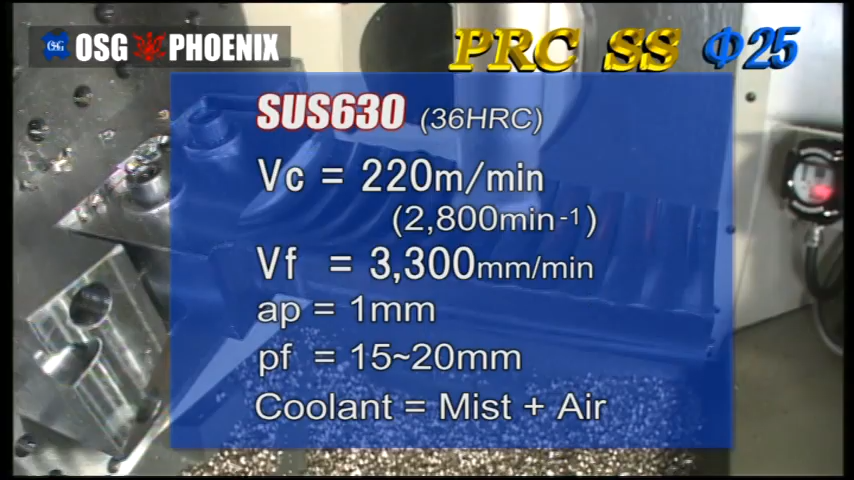 OSG PHOENIX
PRC SS Φ25
SUS630 (36HRC)
Vc = 220m/min
(2,800min-1)
Vf = 3,300mm/min
ap = 1mm
pf = 15~20mm
Coolant = Mist + Air